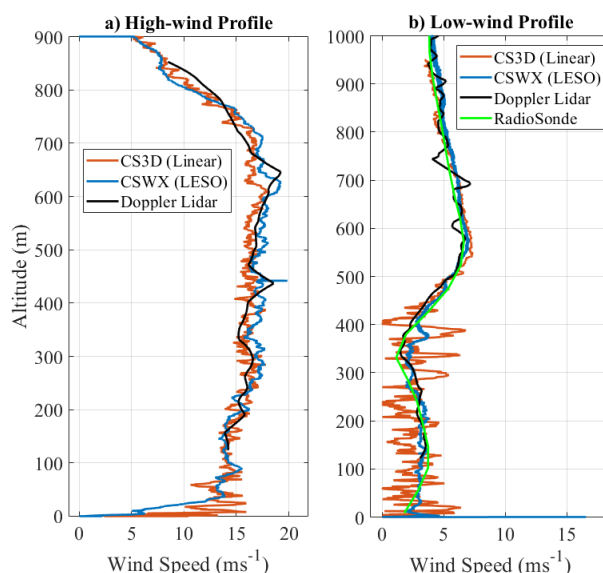 a) High-wind Profile
900
800
700
600
500
400
300
200
100
0
Altitude (m)
CS3D (Linear)
CSWX (LESO)
Doppler Lidar
0 5 10 15 20
Wind Speed (ms-1)
b) Low-wind Profile
1000
900
800
700
600
500
400
300
200
100
0
CS3D (Linear)
CSWX (LESO)
Doppler Lidar
RadioSonde
0 5 10 15
Wind Speed (ms-1)